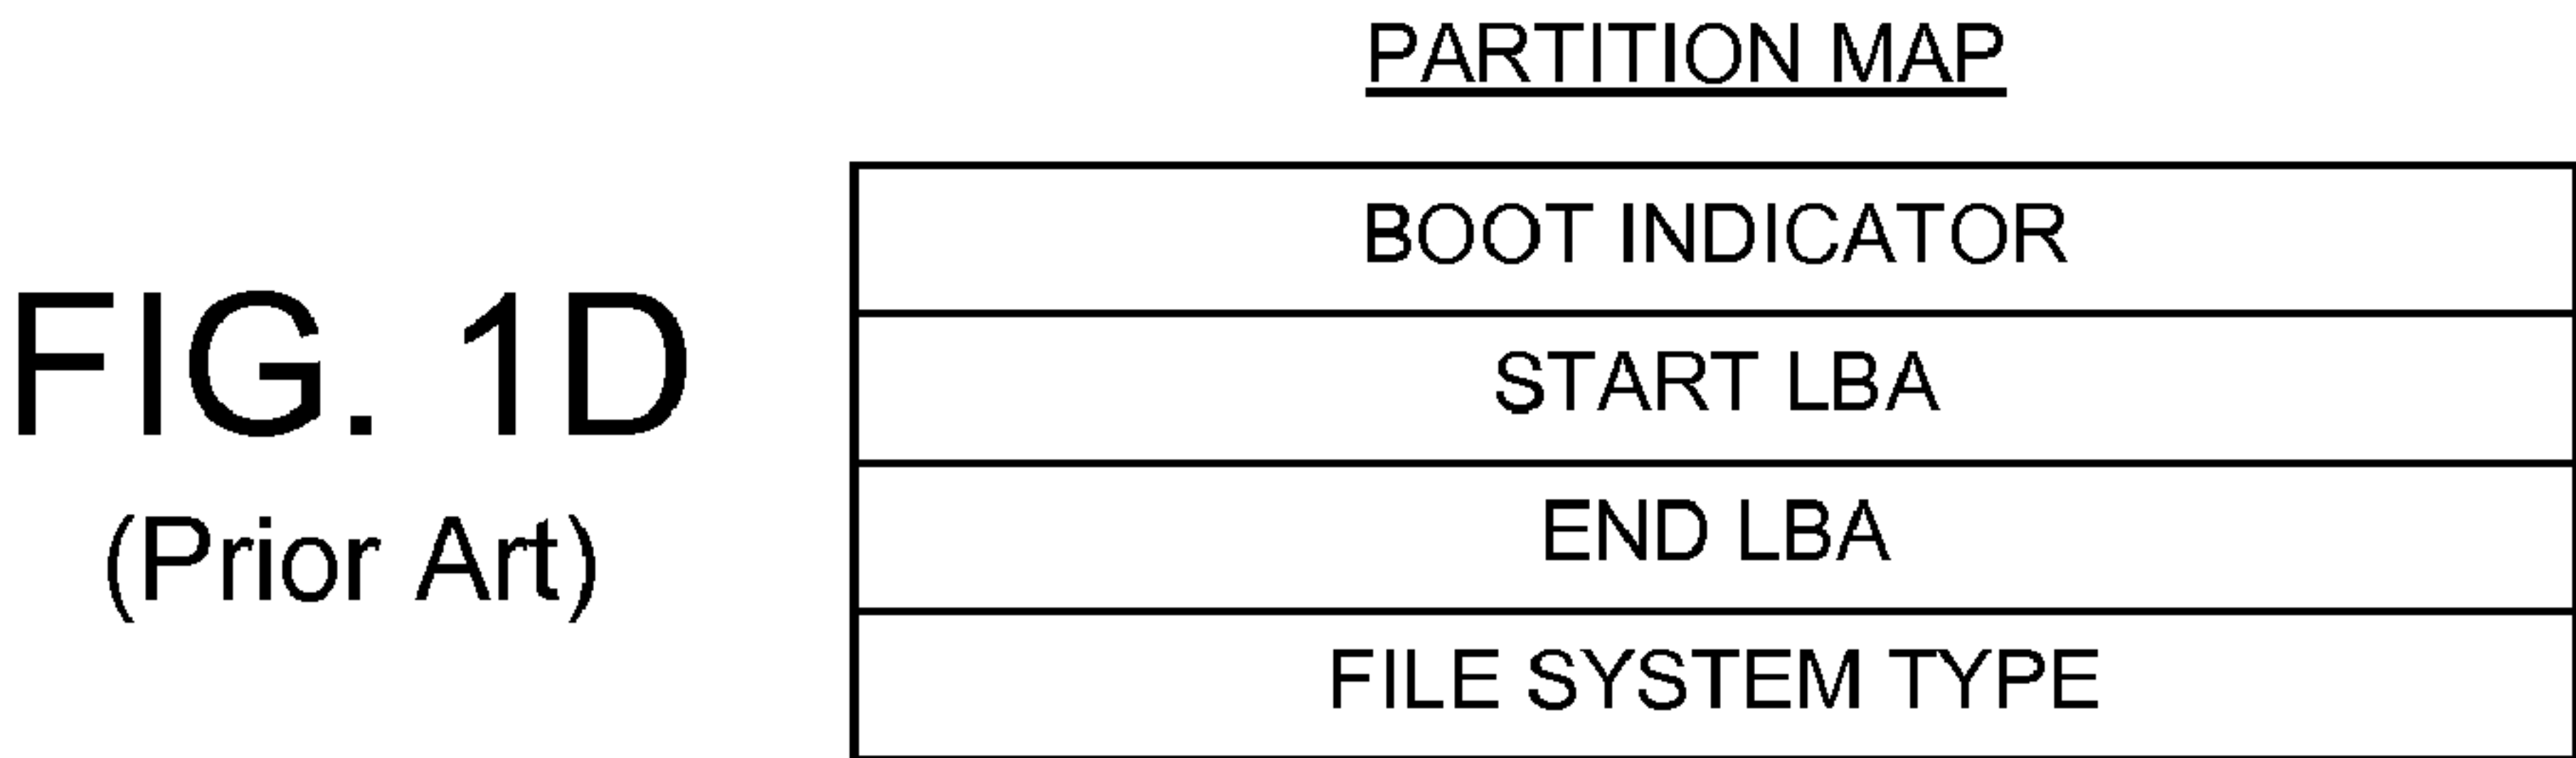 PARTITION MAP
BOOT INDICATOR
START LBA
END LBA
FILE SYSTEM TYPE
FIG. 1D
(Prior Art)